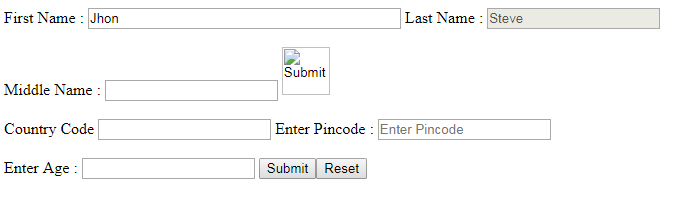 First Name : Jhon Last Name : Steve
Middle Name : Submit
Country Code Enter Pincode : Enter Pincode
Enter Age : Submit Reset